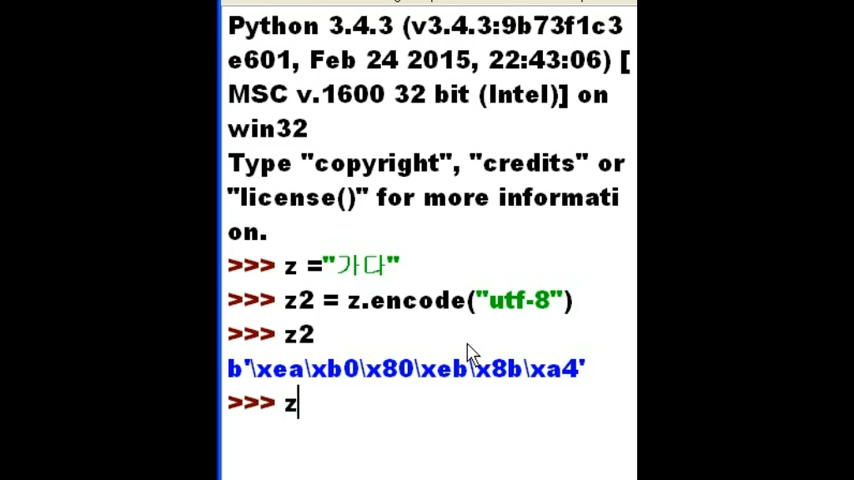 Python 3.4.3 (v3.4.3:9b73f1c3
e601, Feb 24 2015, 22:43:06) [
MSC v.1600 32 bit (Intel)] on
win32
Type "copyright", "credits" or
"license()" for more informati
on.
>>> z ="가다"
>>> z2 = z.encode("utf-8")
>>> z2
b'\xea\xb0\x80\xeb\x8b\xa4'
>>> z